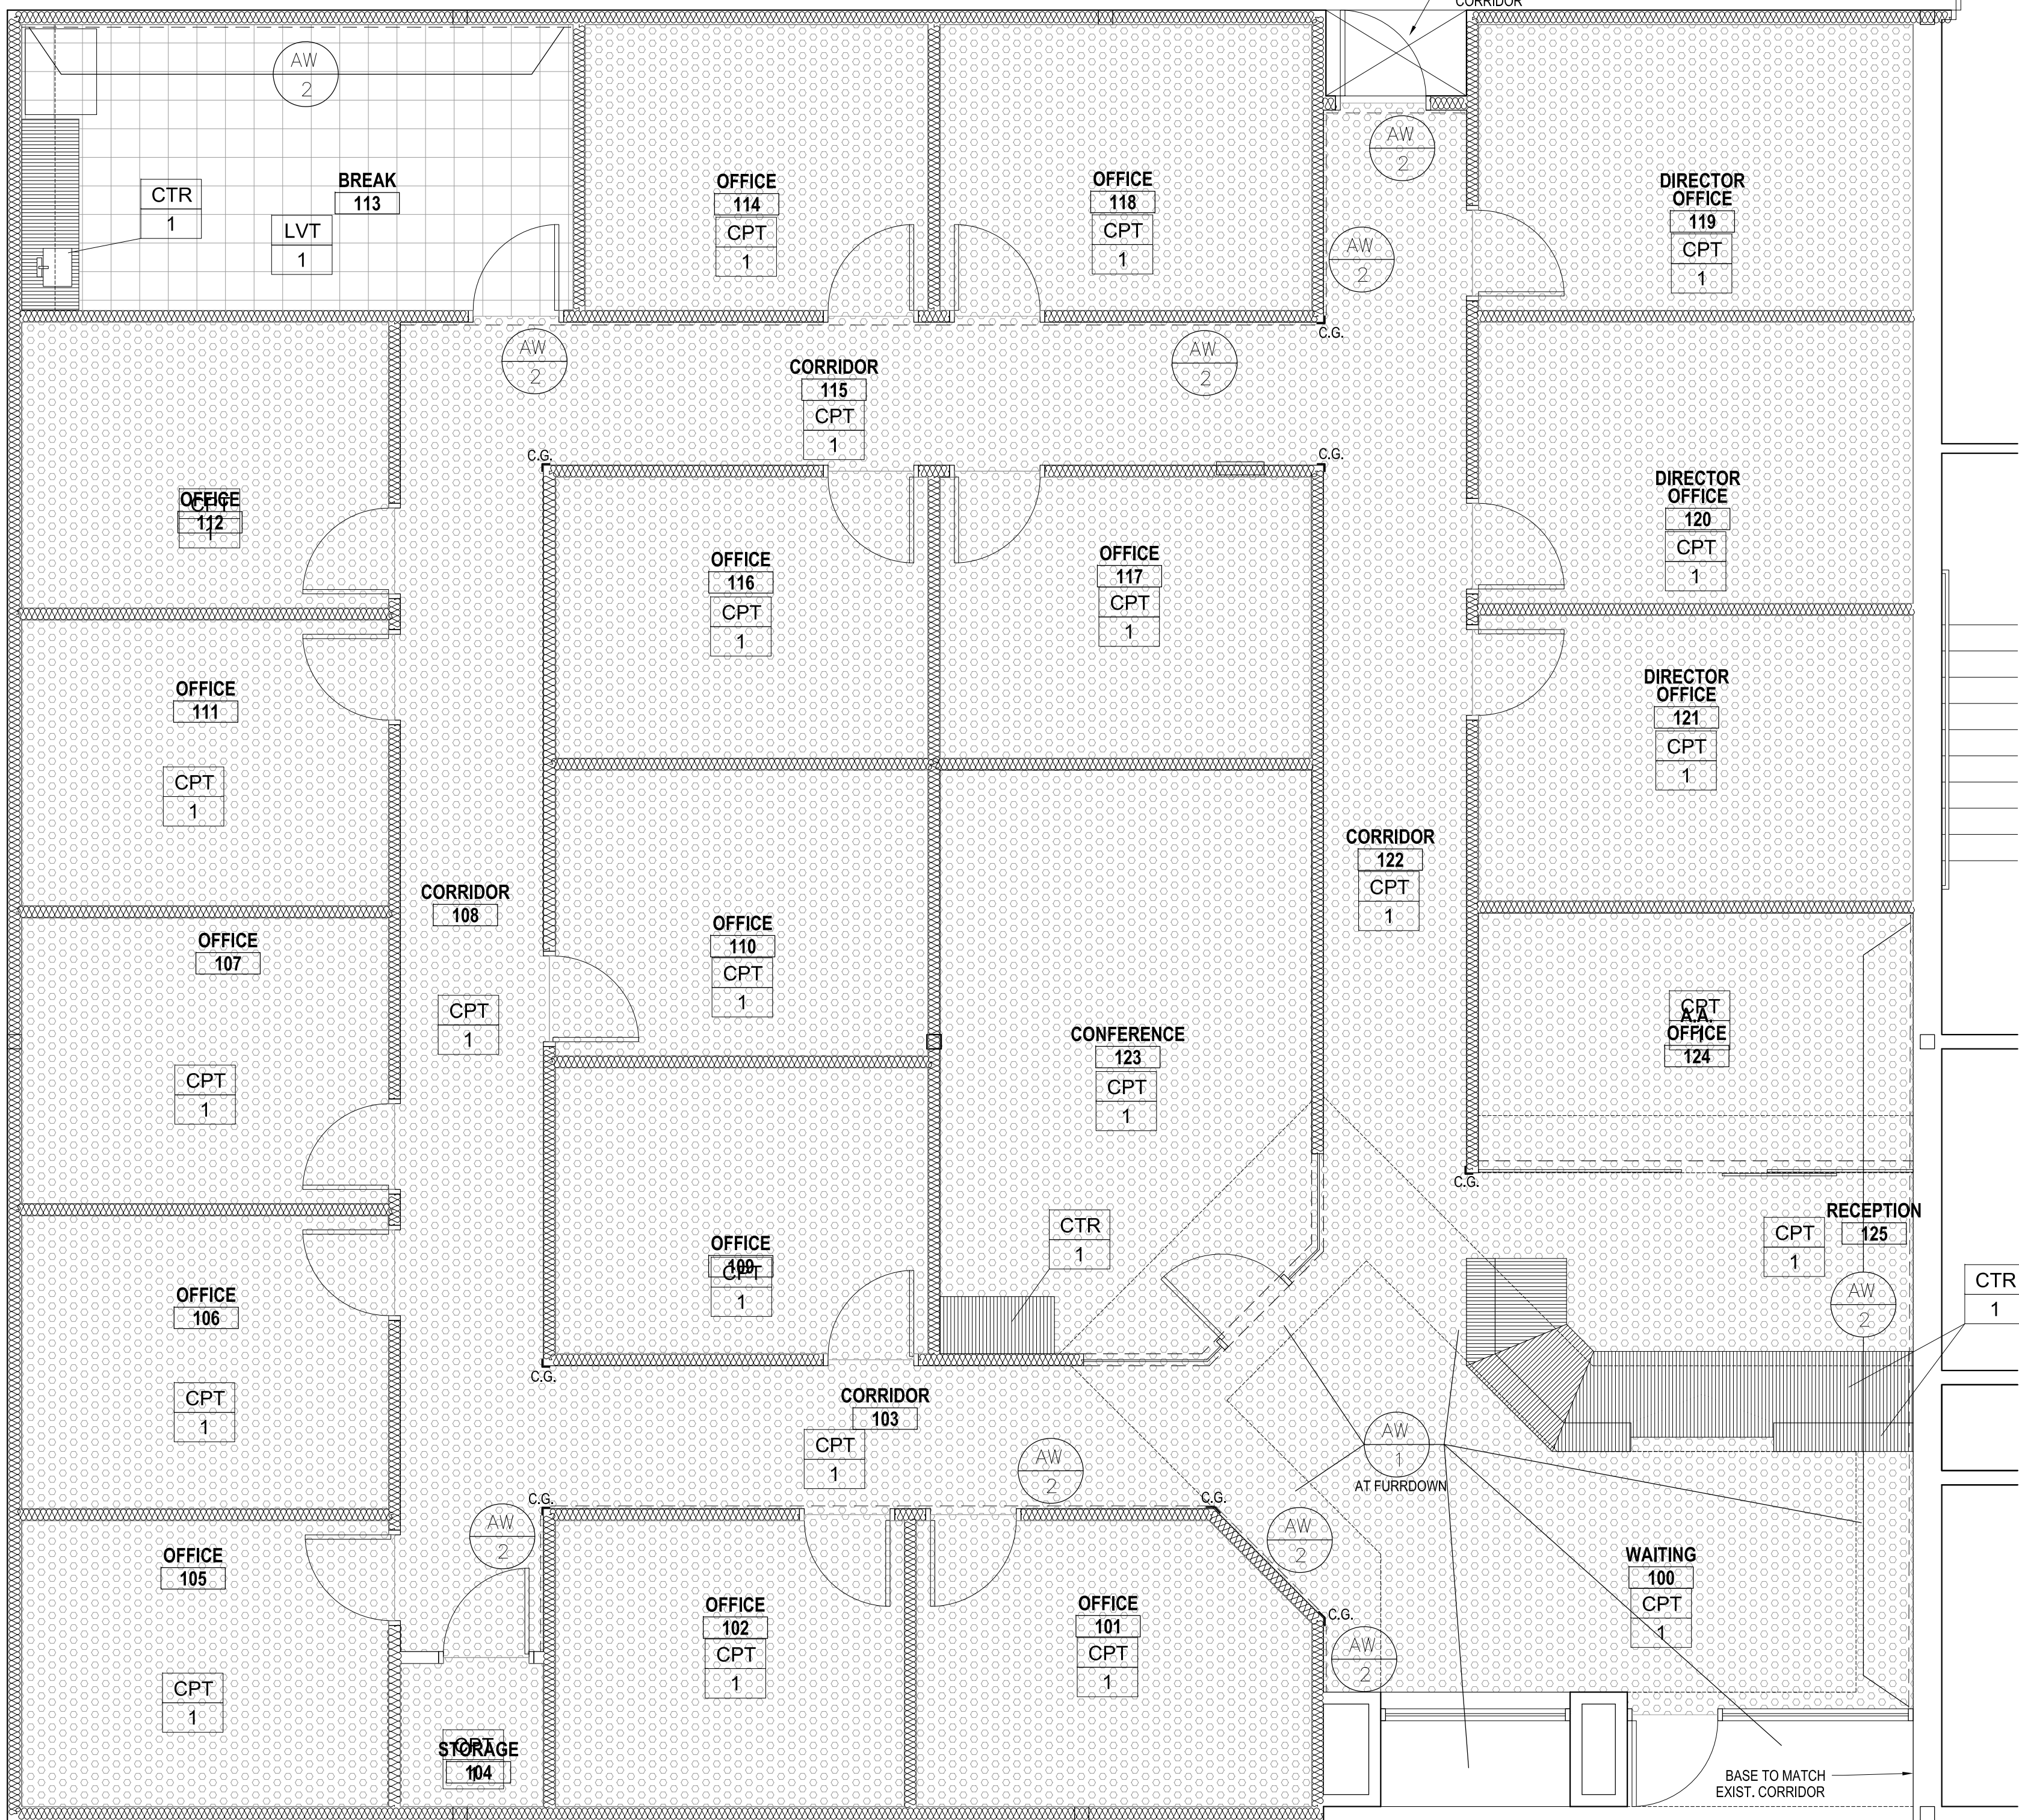 CORRIDOR
AW
2
BREAK
113
CTR
1
LVT
1
OFFICE
114
CPT
1
OFFICE
118
CPT
1
AW
2
AW
2
DIRECTOR
OFFICE
119
CPT
1
C.G.
AW
2
CORRIDOR
115
CPT
1
AW
2
C.G.
C.G.
OFFICE
112
CPT
1
OFFICE
116
CPT
1
OFFICE
117
CPT
1
DIRECTOR
OFFICE
120
CPT
1
OFFICE
111
CPT
1
DIRECTOR
OFFICE
121
CPT
1
CORRIDOR
108
CPT
1
OFFICE
107
CPT
1
OFFICE
110
CPT
1
CORRIDOR
122
CPT
1
CONFERENCE
123
CPT
1
CPT
1
A.A.
OFFICE
124
C.G.
RECEPTION
125
CPT
1
CTR
1
AW
2
CTR
1
OFFICE
109
CPT
1
OFFICE
106
CPT
1
C.G.
CORRIDOR
103
CPT
1
AW
2
AW
1
AT FURRDOWN
C.G.
C.G.
AW
2
AW
2
OFFICE
105
CPT
1
OFFICE
102
CPT
1
OFFICE
101
CPT
1
C.G.
AW
2
WAITING
100
CPT
1
CPT
1
STORAGE
104
BASE TO MATCH
EXIST. CORRIDOR